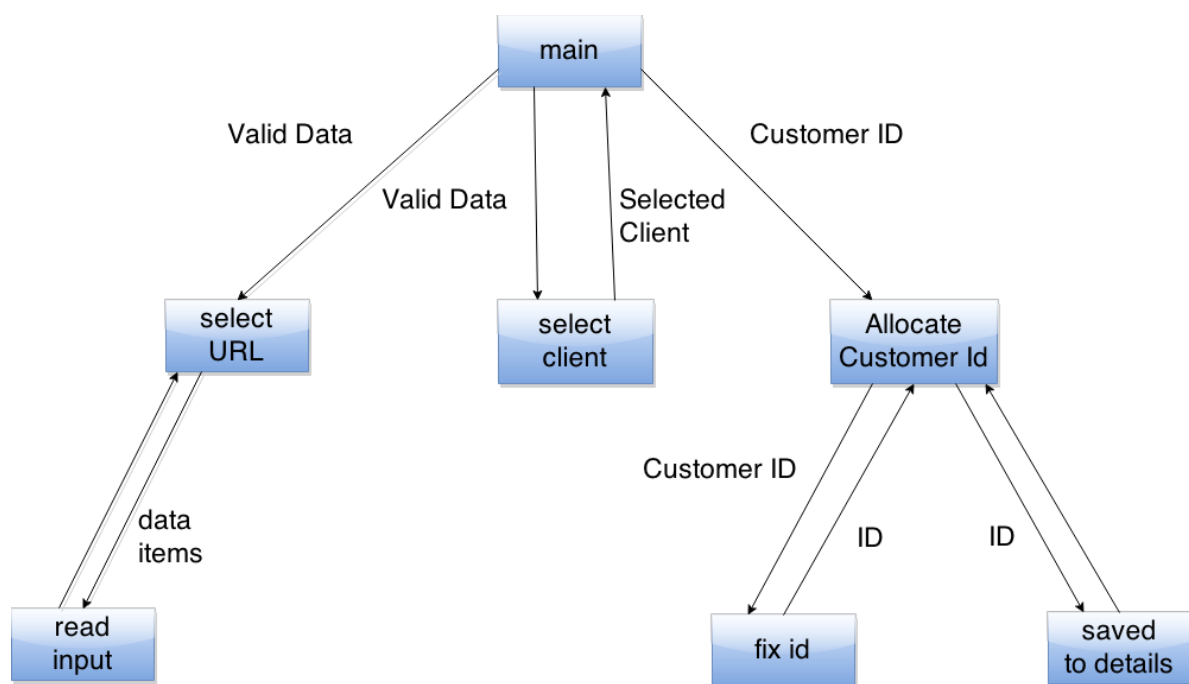 main
Valid Data
Customer ID
Valid Data
Selected
Client
select
URL
select
client
Allocate
Customer Id
Customer ID
data
items
ID
ID
read
input
fix id
saved
to details